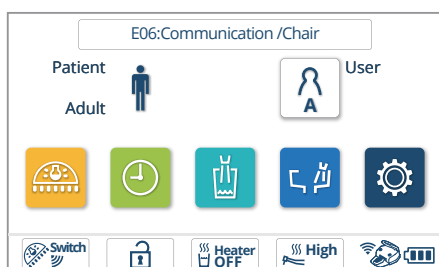 E06:Communication /Chair
Patient
User
Adult
A
Switch
Heater
OFF
High